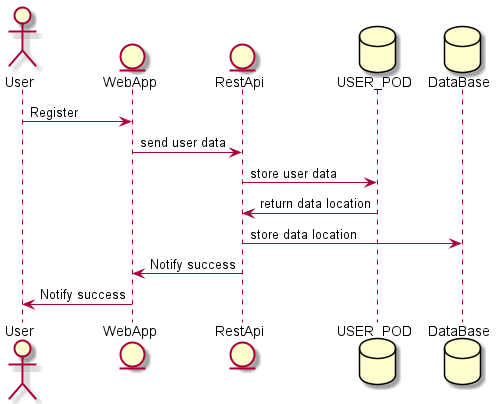 User WebApp RestApi USER_POD DataBase
Register
send user data
store user data
return data location
store data location
Notify success
Notify success
User WebApp RestApi USER_POD DataBase